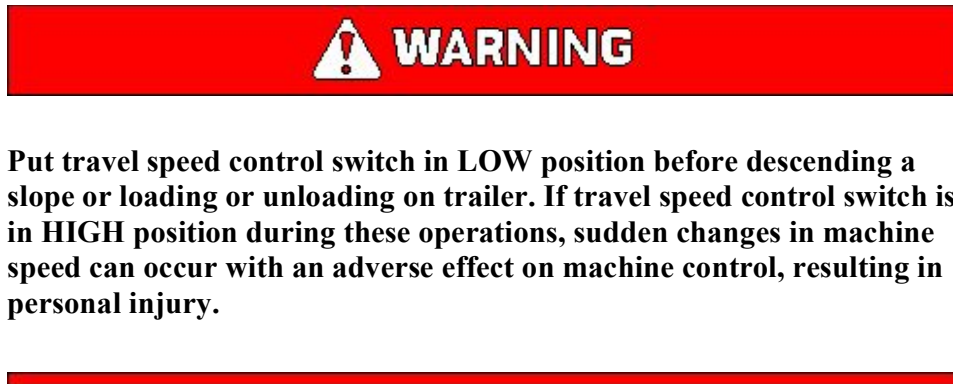 WARNING
Put travel speed control switch in LOW position before descending a
slope or loading or unloading on trailer. If travel speed control switch is
in HIGH position during these operations, sudden changes in machine
speed can occur with an adverse effect on machine control, resulting in
personal injury.